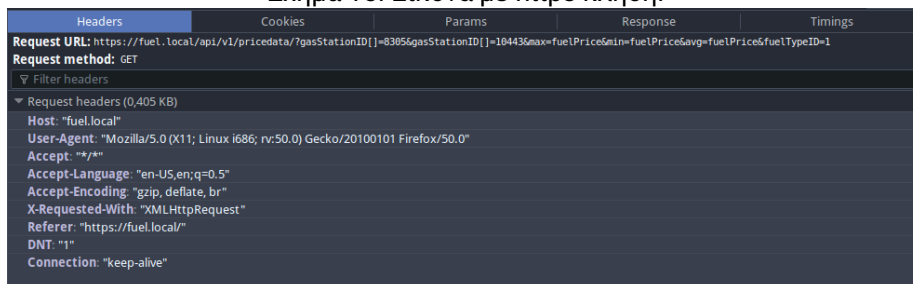 Headers Cookies Params Response Timings
Request URL: https://fuel.local/api/v1/pricedata/?gasStationID[]=8305&gasStationID[]=10443&max=fuelPrice&min=fuelPrice&avg=fuelPrice&fuelTypeID=1
Request method: GET
Filter headers
Request headers (0,405 KB)
Host: "fuel.local"
User-Agent: "Mozilla/5.0 (X11; Linux i686; rv:50.0) Gecko/20100101 Firefox/50.0"
Accept: "*/*"
Accept-Language: "en-US,en;q=0.5"
Accept-Encoding: "gzip, deflate, br"
X-Requested-With: "XMLHttpRequest"
Referer: "https://fuel.local/"
DNT: "1"
Connection: "keep-alive"